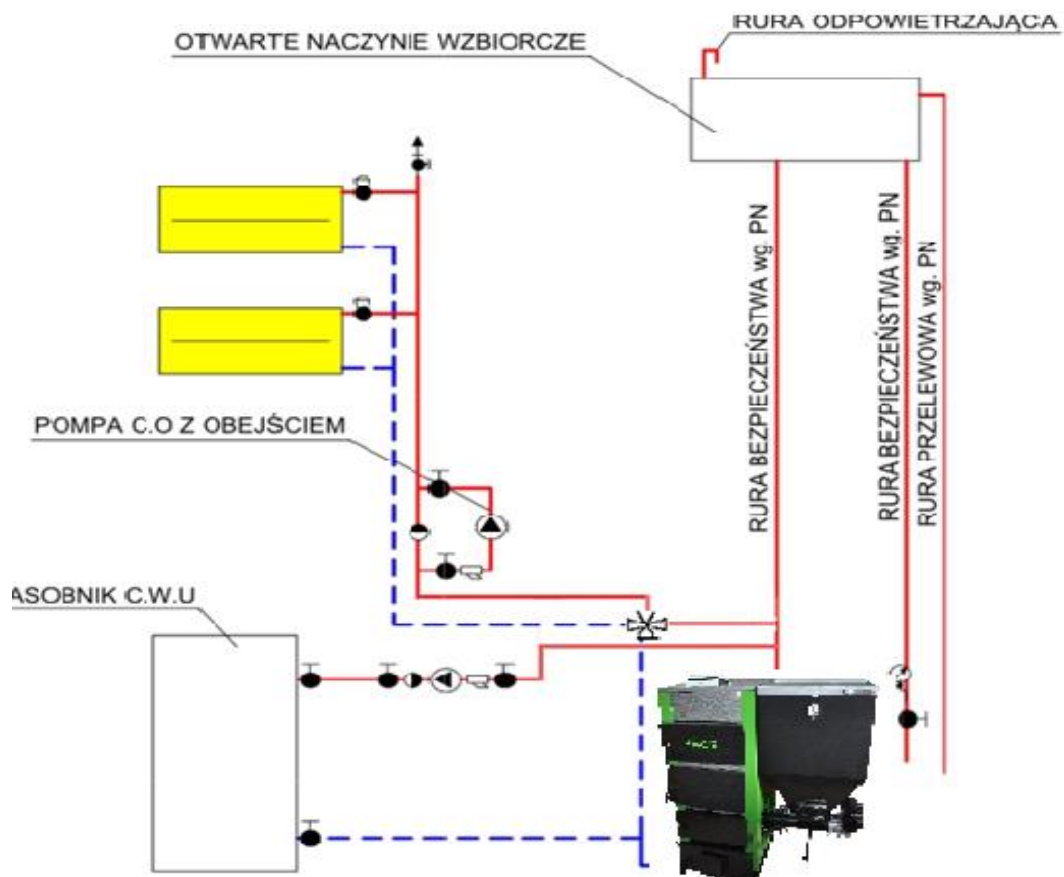 RURA ODPOWIETRZAJĄCA
OTWARTE NACZYNIE WZBIORCZE
RURA BEZPIECZEŃSTWA wg. PN
RURA BEZPIECZEŃSTWA wg. PN
RURA PRZELEWOWA wg. PN
POMPA C.O Z OBEJŚCIEM
ASOBNIK C.W.U